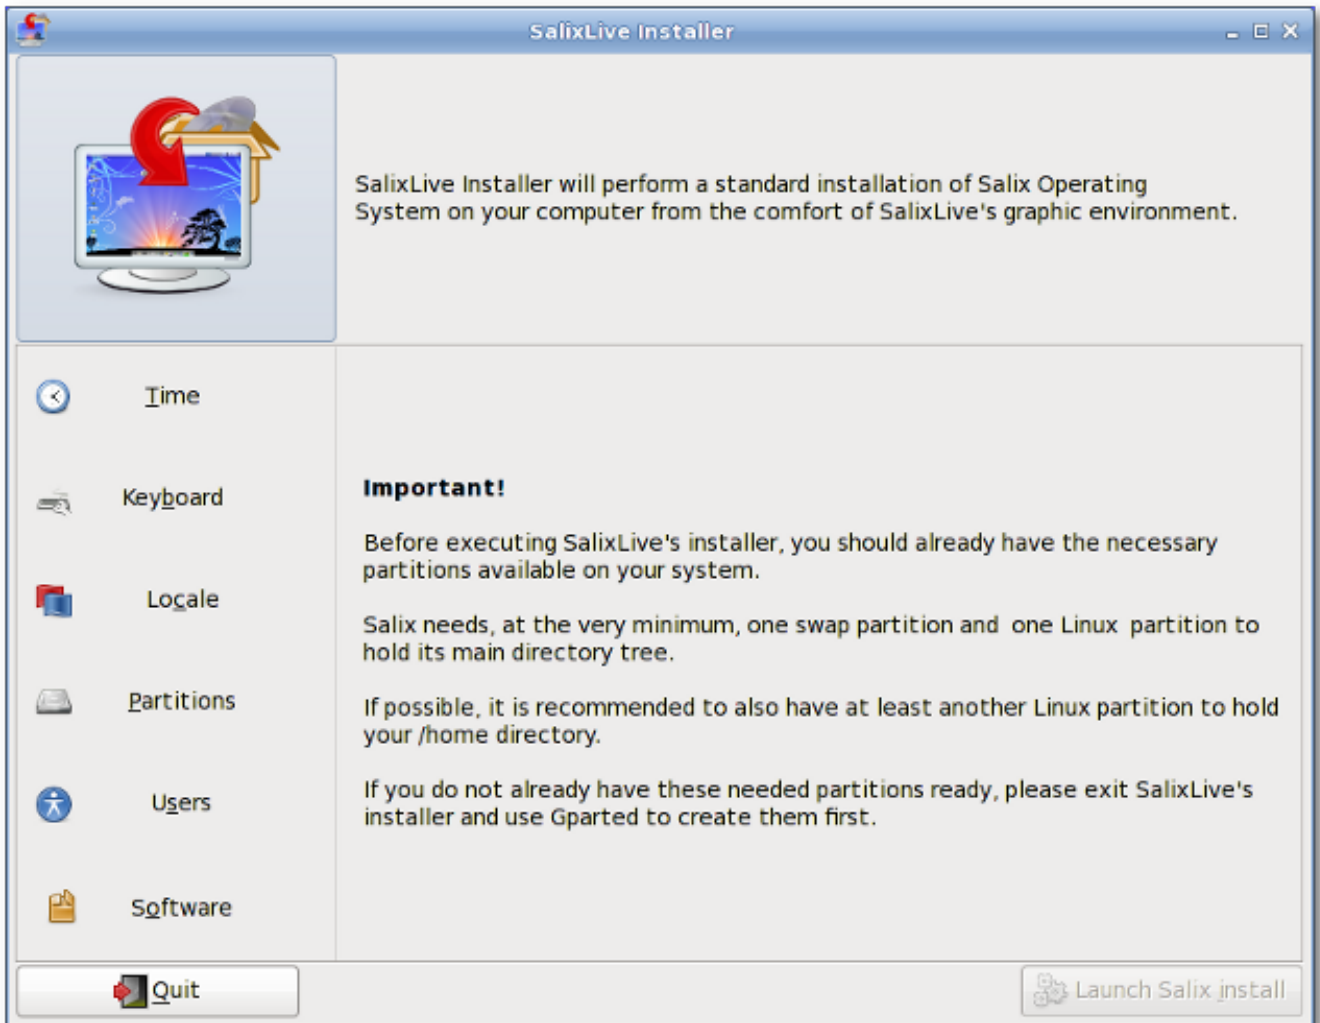 SalixLive Installer
SalixLive Installer will perform a standard installation of Salix Operating
System on your computer from the comfort of SalixLive's graphic environment.
Time
Keyboard
Locale
Partitions
Users
Software
Important!
Before executing SalixLive's installer, you should already have the necessary
partitions available on your system.
Salix needs, at the very minimum, one swap partition and  one Linux  partition to
hold its main directory tree.
If possible, it is recommended to also have at least another Linux partition to hold
your /home directory.
If you do not already have these needed partitions ready, please exit SalixLive's
installer and use Gparted to create them first.
Quit
Launch Salix install